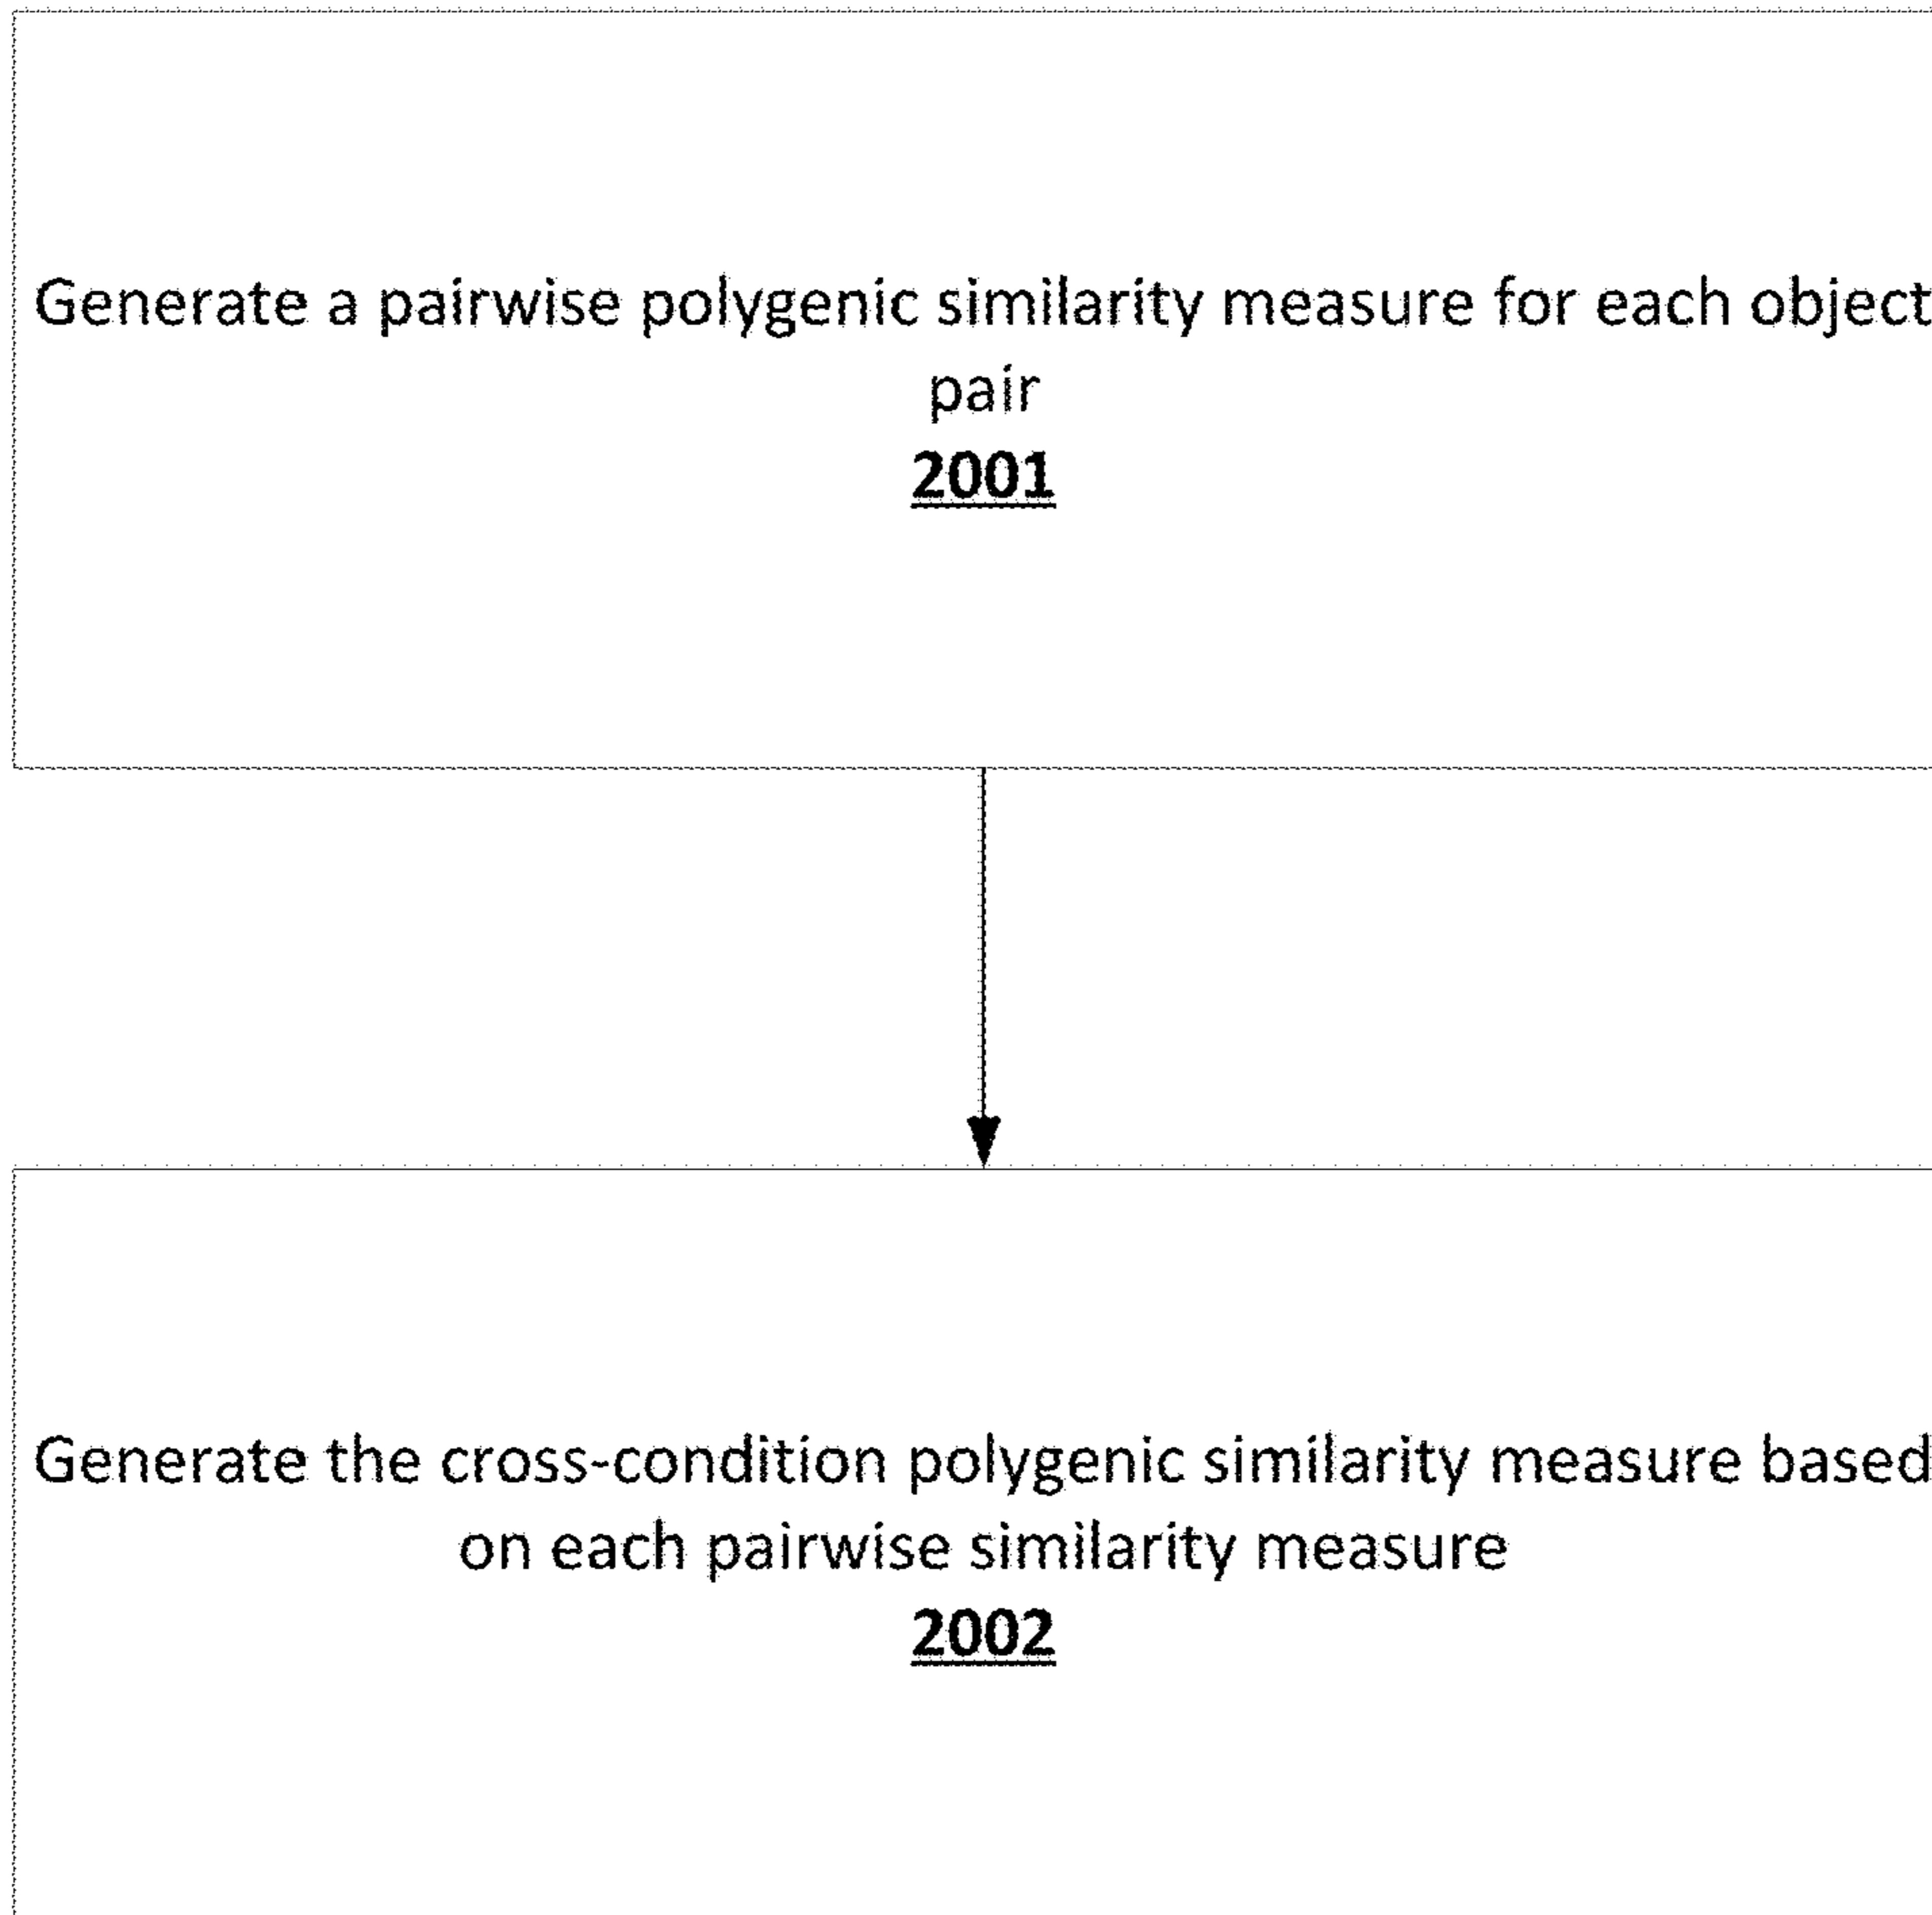 Generate a pairwise polygenic similarity measure for each object
pair
2001
Generate the cross-condition polygenic similarity measure based
on each pairwise similarity measure
2002